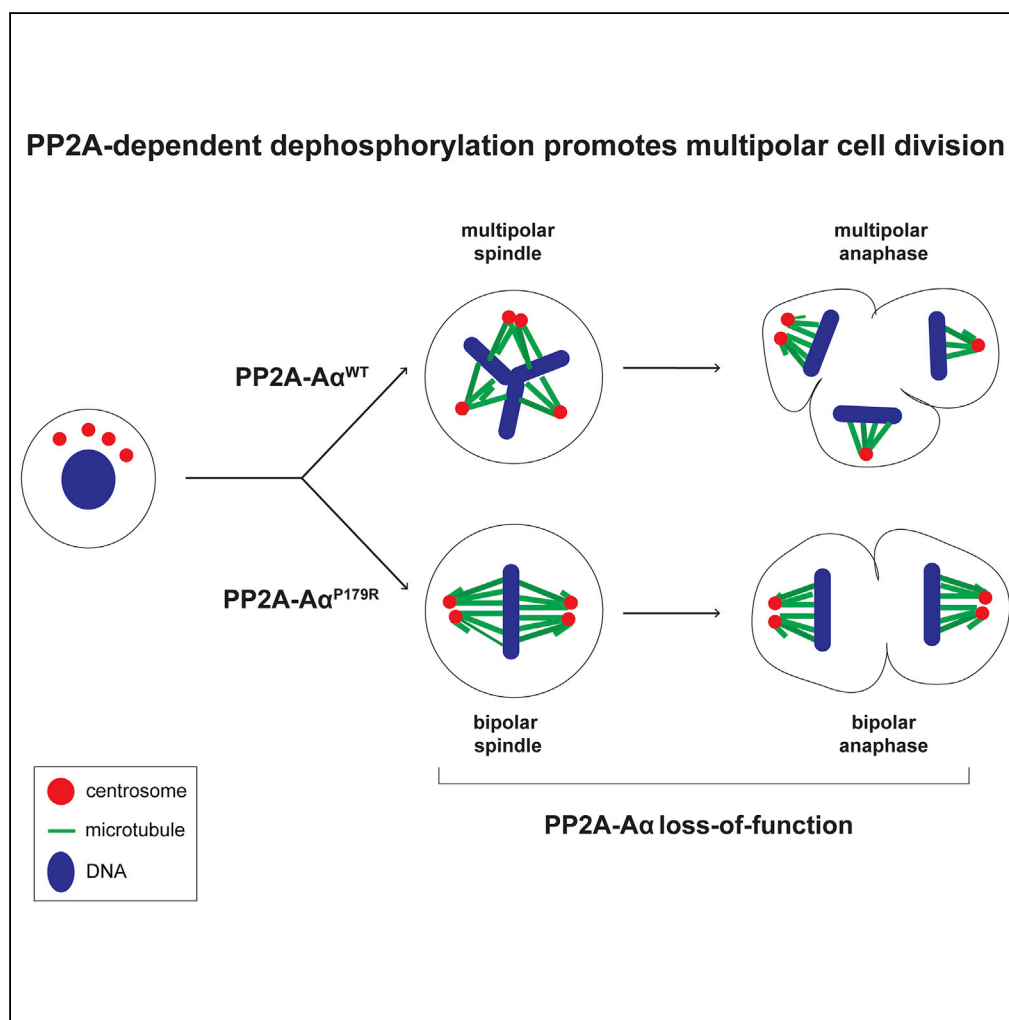 PP2A-dependent dephosphorylation promotes multipolar cell division
multipolar
spindle
multipolar
anaphase
PP2A-Aα^WT
PP2A-Aα^P179R
bipolar
spindle
bipolar
anaphase
PP2A-Aα loss-of-function
centrosome
microtubule
DNA